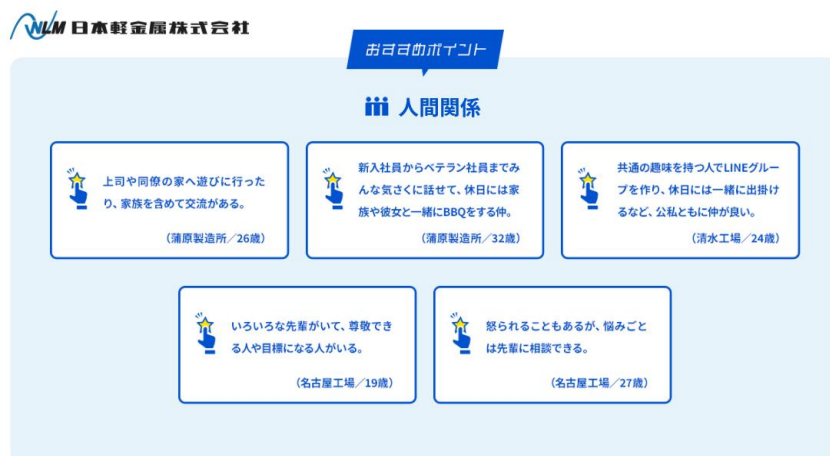 NLM 日本軽金属株式会社
おすすめポイント
人間関係
上司や同僚の家へ遊びに行った
り、家族を含めて交流がある。
（蒲原製造所／26歳）
新入社員からベテラン社員までみ
んな気さくに話せて、休日には家
族や彼女と一緒にBBQをする仲。
（蒲原製造所／32歳）
共通の趣味を持つ人でLINEグルー
プを作り、休日には一緒に出掛け
るなど、公私ともに仲が良い。
（清水工場／24歳）
いろいろな先輩がいて、尊敬でき
る人や目標になる人がいる。
（名古屋工場／19歳）
怒られることもあるが、悩みごと
は先輩に相談できる。
（名古屋工場／27歳）